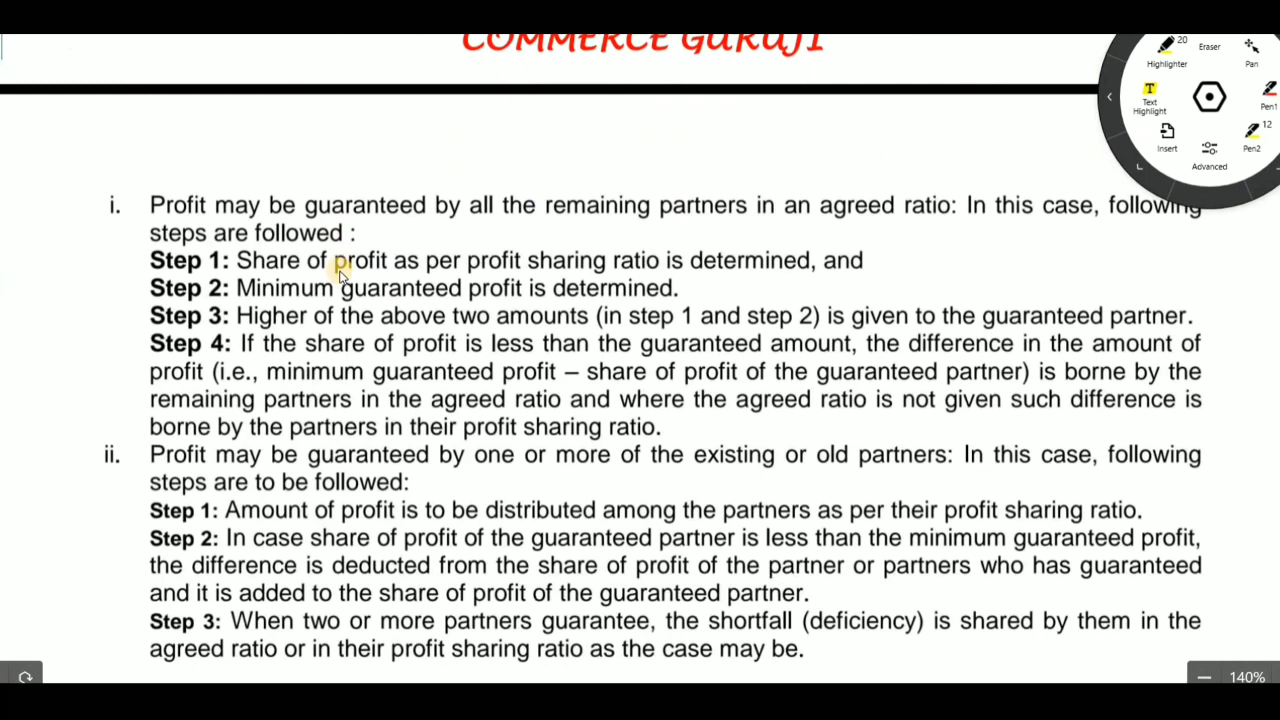 COMMERCE GURUJI
20
Eraser
Highlighter
Pan
T
Text
Highlight
Pen1
12
Insert
Pen2
Advanced
i. Profit may be guaranteed by all the remaining partners in an agreed ratio: In this case, following
steps are followed :
Step 1: Share of profit as per profit sharing ratio is determined, and
Step 2: Minimum guaranteed profit is determined.
Step 3: Higher of the above two amounts (in step 1 and step 2) is given to the guaranteed partner.
Step 4: If the share of profit is less than the guaranteed amount, the difference in the amount of
profit (i.e., minimum guaranteed profit – share of profit of the guaranteed partner) is borne by the
remaining partners in the agreed ratio and where the agreed ratio is not given such difference is
borne by the partners in their profit sharing ratio.
ii. Profit may be guaranteed by one or more of the existing or old partners: In this case, following
steps are to be followed:
Step 1: Amount of profit is to be distributed among the partners as per their profit sharing ratio.
Step 2: In case share of profit of the guaranteed partner is less than the minimum guaranteed profit,
the difference is deducted from the share of profit of the partner or partners who has guaranteed
and it is added to the share of profit of the guaranteed partner.
Step 3: When two or more partners guarantee, the shortfall (deficiency) is shared by them in the
agreed ratio or in their profit sharing ratio as the case may be.
140%